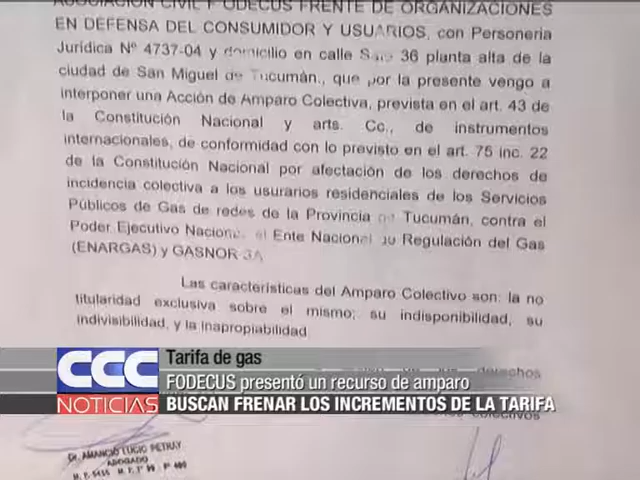 ASOCIACIÓN CIVIL FODECUS FRENTE DE ORGANIZACIONES
EN DEFENSA DEL CONSUMIDOR Y USUARIOS, con Personeria
Jurídica Nº 4737-04 y domicilio en calle 36 planta alta de la
ciudad de San Miguel de Tucumán., que por la presente vengo a
interponer una Acción de Amparo Colectiva, prevista en el art. 43 de
la Constitución Nacional y arts. Cc., de instrumentos
internacionales, de conformidad con lo previsto en el art. 75 inc. 22
de la Constitución Nacional por afectación de los derechos de
incidencia colectiva a los usurarios residenciales de los Servicios
Públicos de Gas de redes de la Provincia de Tucumán, contra el
Poder Ejecutivo Nacional, el Ente Nacional de Regulación del Gas
(ENARGAS) y GASNOR SA
Las características del Amparo Colectivo son: la no
titularidad exclusiva sobre el mismo; su indisponibilidad, su
indivisibilidad, y la inapropiabilidad
derechos
colectivos
CCC
NOTICIAS
Tarifa de gas
FODECUS presentó un recurso de amparo
BUSCAN FRENAR LOS INCREMENTOS DE LA TARIFA
Dr. AMANCIO LUCIO PETRAY
ABOGADO